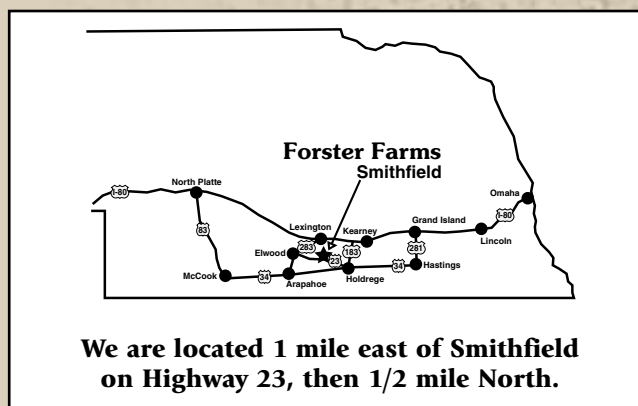 Forster Farms
Smithfield
North Platte
I-80
83
McCook
34
Lexington
283
Elwood
Arapahoe
23
Kearney
183
Holdrege
34
Grand Island
281
Hastings
Lincoln
I-80
Omaha
We are located 1 mile east of Smithfield
on Highway 23, then 1/2 mile North.